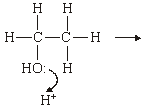 H H
H—C—C—H →
HO: H
H⁺